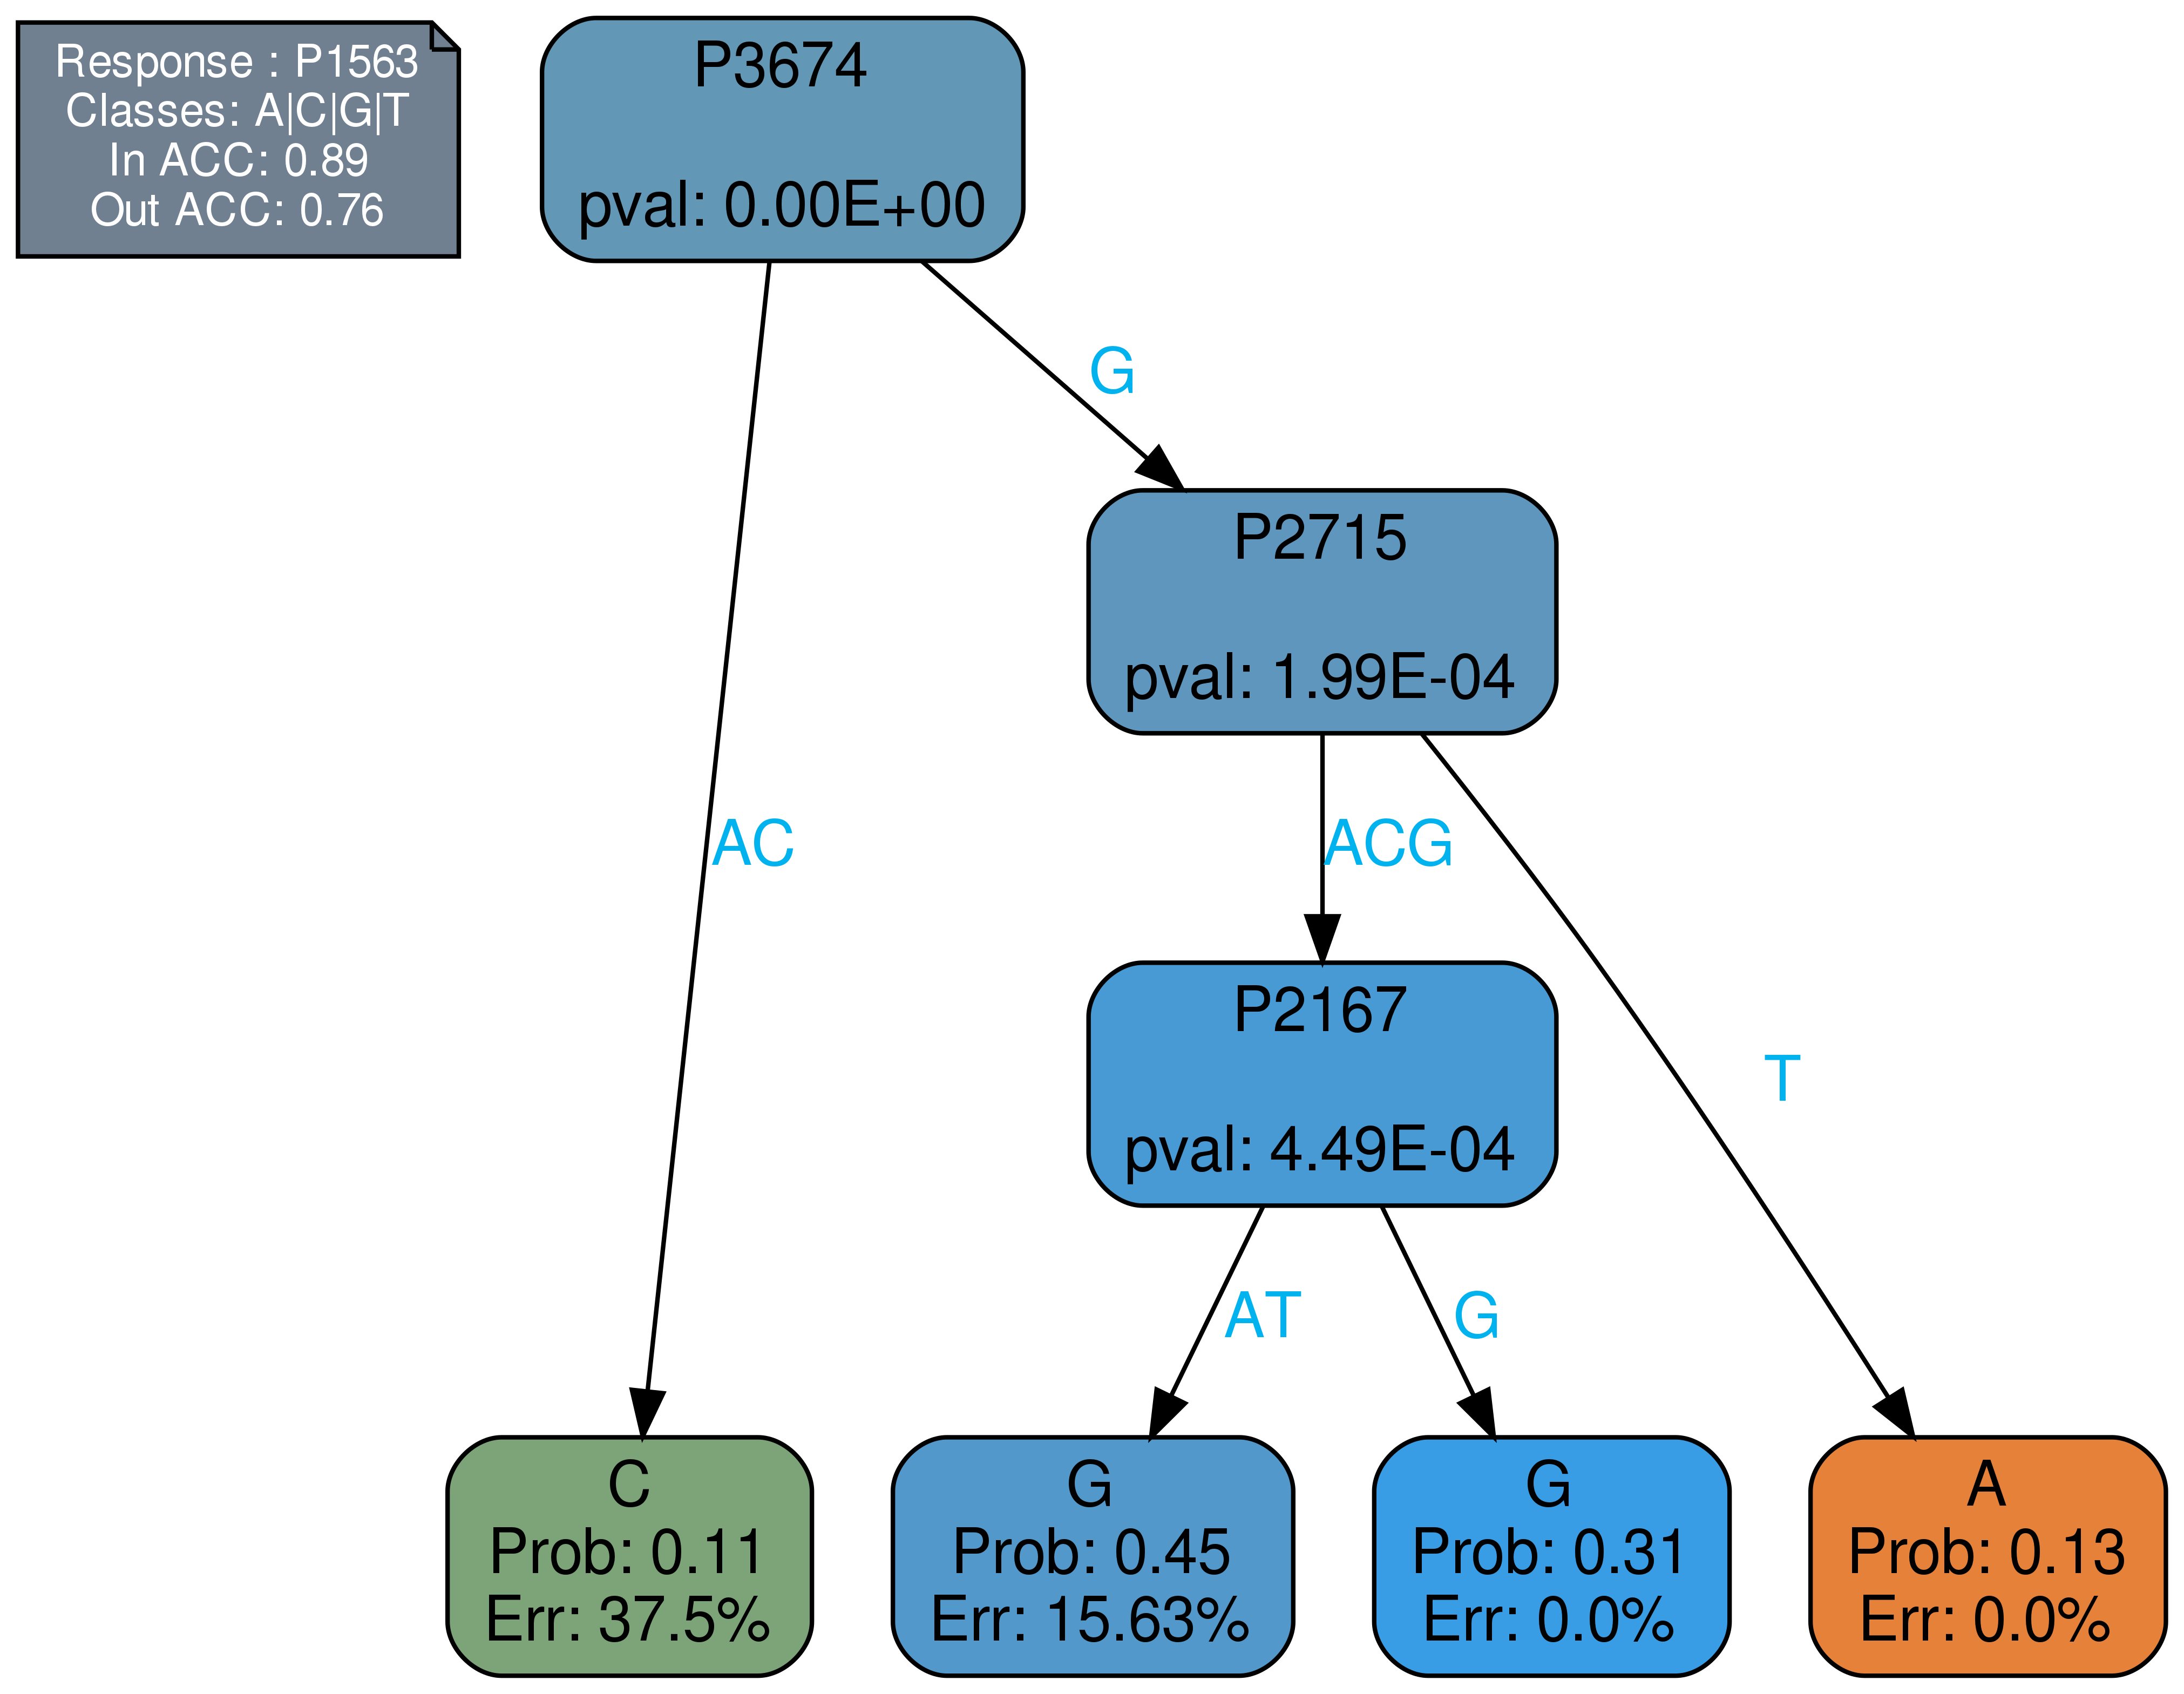 Response : P1563
Classes: A|C|G|T
In ACC: 0.89
Out ACC: 0.76
P3674
pval: 0.00E+00
G
P2715
pval: 1.99E-04
AC
ACG
T
P2167
pval: 4.49E-04
AT
G
C
Prob: 0.11
Err: 37.5%
G
Prob: 0.45
Err: 15.63%
G
Prob: 0.31
Err: 0.0%
A
Prob: 0.13
Err: 0.0%